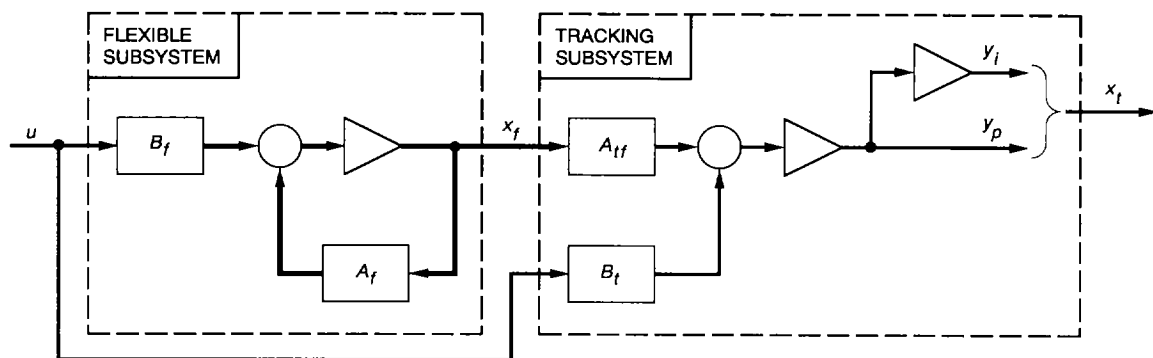 FLEXIBLE
SUBSYSTEM
TRACKING
SUBSYSTEM
y_i
u
B_f
x_f
A_tf
y_p
x_t
A_f
B_t